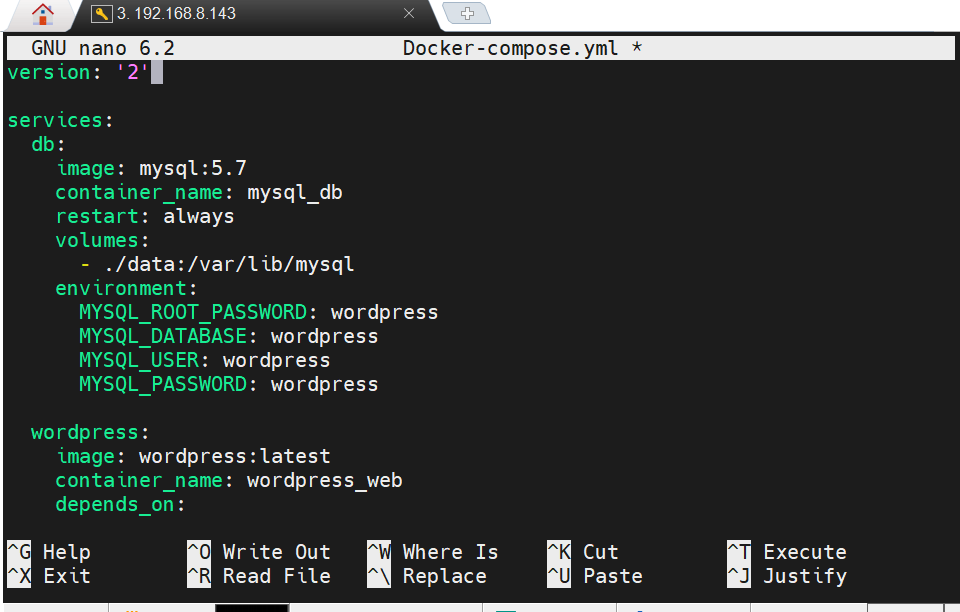 3. 192.168.8.143
GNU nano 6.2 Docker-compose.yml *
version: '2'
services:
db:
image: mysql:5.7
container_name: mysql_db
restart: always
volumes:
- ./data:/var/lib/mysql
environment:
MYSQL_ROOT_PASSWORD: wordpress
MYSQL_DATABASE: wordpress
MYSQL_USER: wordpress
MYSQL_PASSWORD: wordpress
wordpress:
image: wordpress:latest
container_name: wordpress_web
depends_on:
^G Help ^O Write Out ^W Where Is ^K Cut ^T Execute
^X Exit ^R Read File ^\ Replace ^U Paste ^J Justify